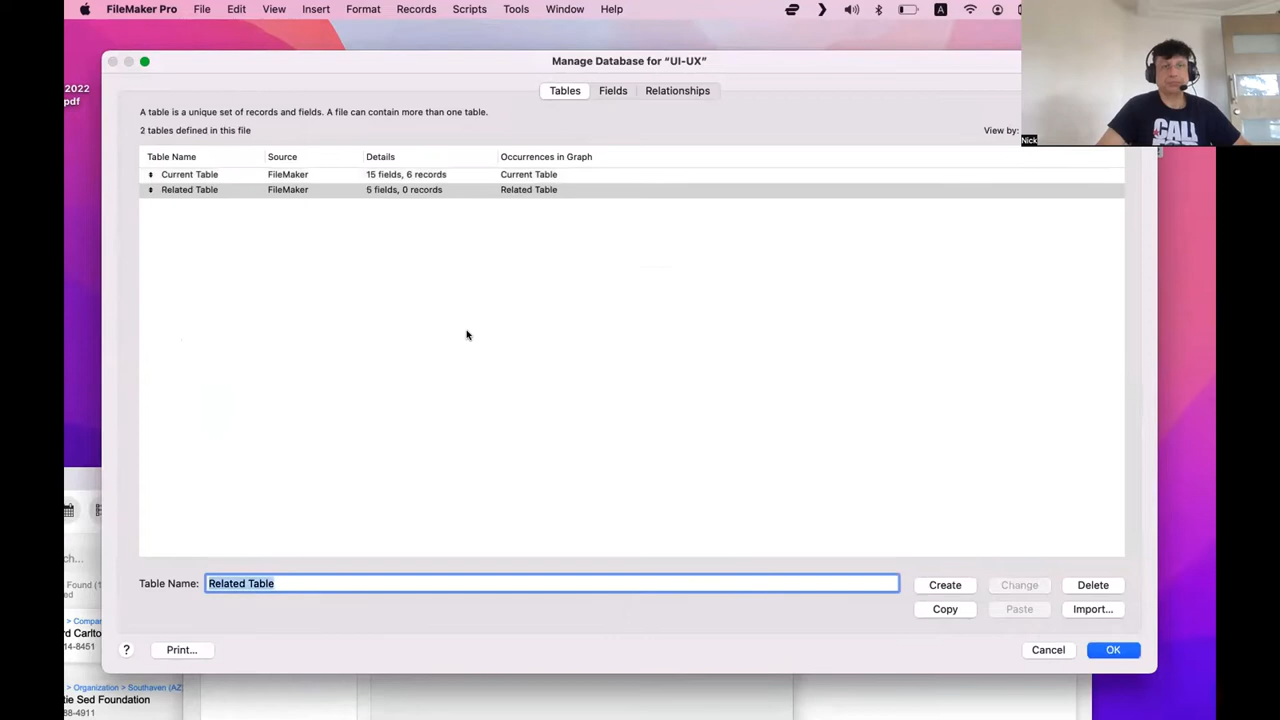 FileMaker Pro File Edit View Insert Format Records Scripts Tools Window Help A
Manage Database for “UI-UX”
2022
pdf
Tables Fields Relationships
A table is a unique set of records and fields. A file can contain more than one table.
2 tables defined in this file
View by:
Nick
CALL
Table Name Source Details Occurrences in Graph
Current Table FileMaker 15 fields, 6 records Current Table
Related Table FileMaker 5 fields, 0 records Related Table
Table Name: Related Table
Create Change Delete
Copy Paste Import...
? Print... Cancel OK
ch...
Found (1
ed
> Compar
rd Carlto
14-8451
> Organization > Southaven (AZ)
tie Sed Foundation
88-4911